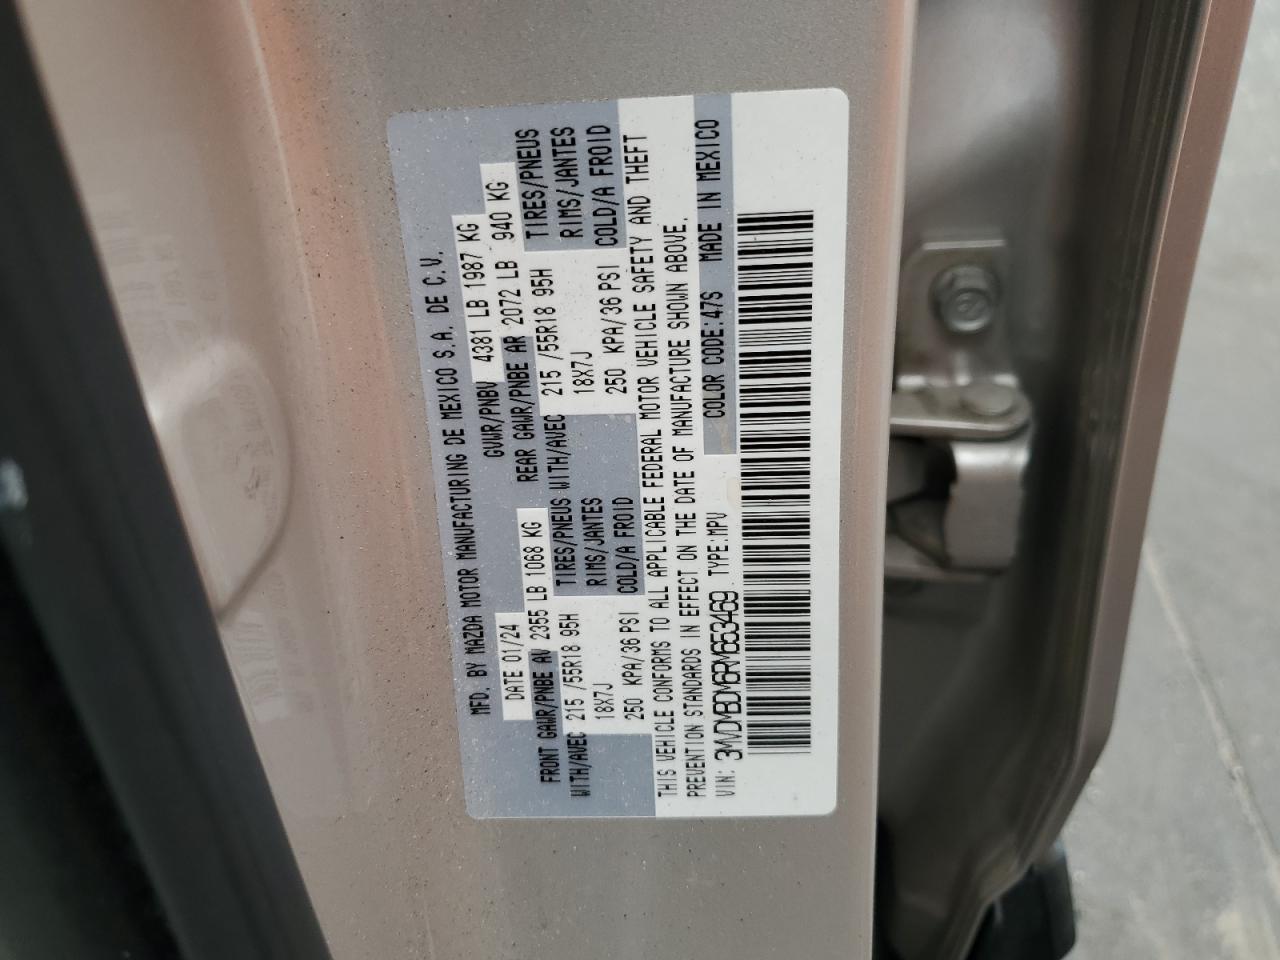 MFD. BY MAZDA MOTOR MANUFACTURING DE MEXICO S.A. DE C.V.
DATE 01/24 GVWR/PNBV 4381 LB 1987 KG
FRONT GAWR/PNBE AV 2355 LB 1068 KG REAR GAWR/PNBE AR 2072 LB 940 KG
WITH/AVEC 215 /55R18 95H TIRES/PNEUS WITH/AVEC 215 /55R18 95H TIRES/PNEUS
18X7J RIMS/JANTES 18X7J RIMS/JANTES
250 KPA/36 PSI COLD/A FROID 250 KPA/36 PSI COLD/A FROID
THIS VEHICLE CONFORMS TO ALL APPLICABLE FEDERAL MOTOR VEHICLE SAFETY AND THEFT
PREVENTION STANDARDS IN EFFECT ON THE DATE OF MANUFACTURE SHOWN ABOVE.
VIN: 3MVDMBDM6RM653469 TYPE:MPV COLOR CODE:47S MADE IN MEXICO